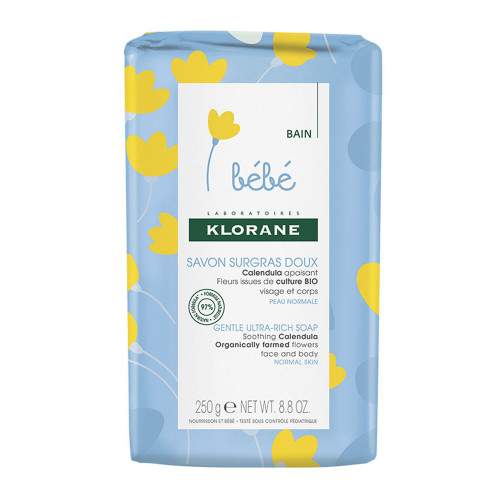 BAIN
bébé
LABORATOIRES
KLORANE
SAVON SURGRAS DOUX
Calendula apaisant
Fleurs issues de culture BIO
visage et corps
PEAU NORMALE
97%
GENTLE ULTRA-RICH SOAP
Soothing Calendula
Organically farmed flowers
face and body
NORMAL SKIN
250 g e NET WT. 8.8 OZ.
NOURRISSON ET BÉBÉ • TESTÉ SOUS CONTRÔLE PÉDIATRIQUE